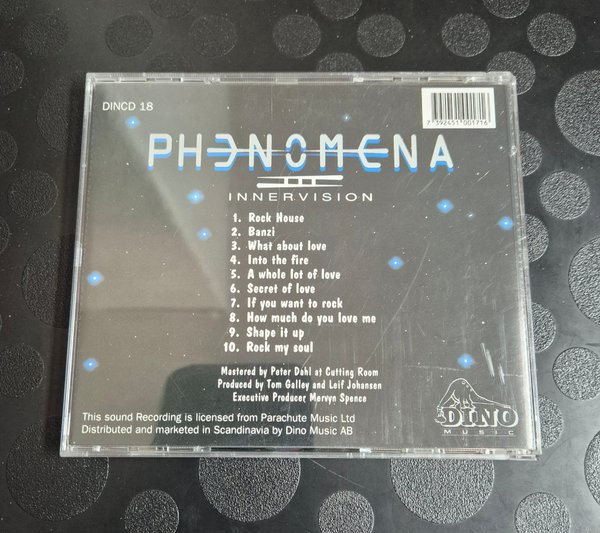 DINCD 18
7 392451 001716
PHENOMENA
III
INNERVISION
1. Rock House
2. Banzi
3. What about love
4. Into the fire
5. A whole lot of love
6. Secret of love
7. If you want to rock
8. How much do you love me
9. Shape it up
10. Rock my soul
Mastered by Peter Dahl at Cutting Room
Produced by Tom Galley and Leif Johansen
Executive Producer Mervyn Spence
This sound Recording is licensed from Parachute Music Ltd
Distributed and marketed in Scandinavia by Dino Music AB
DINO
MUSIC